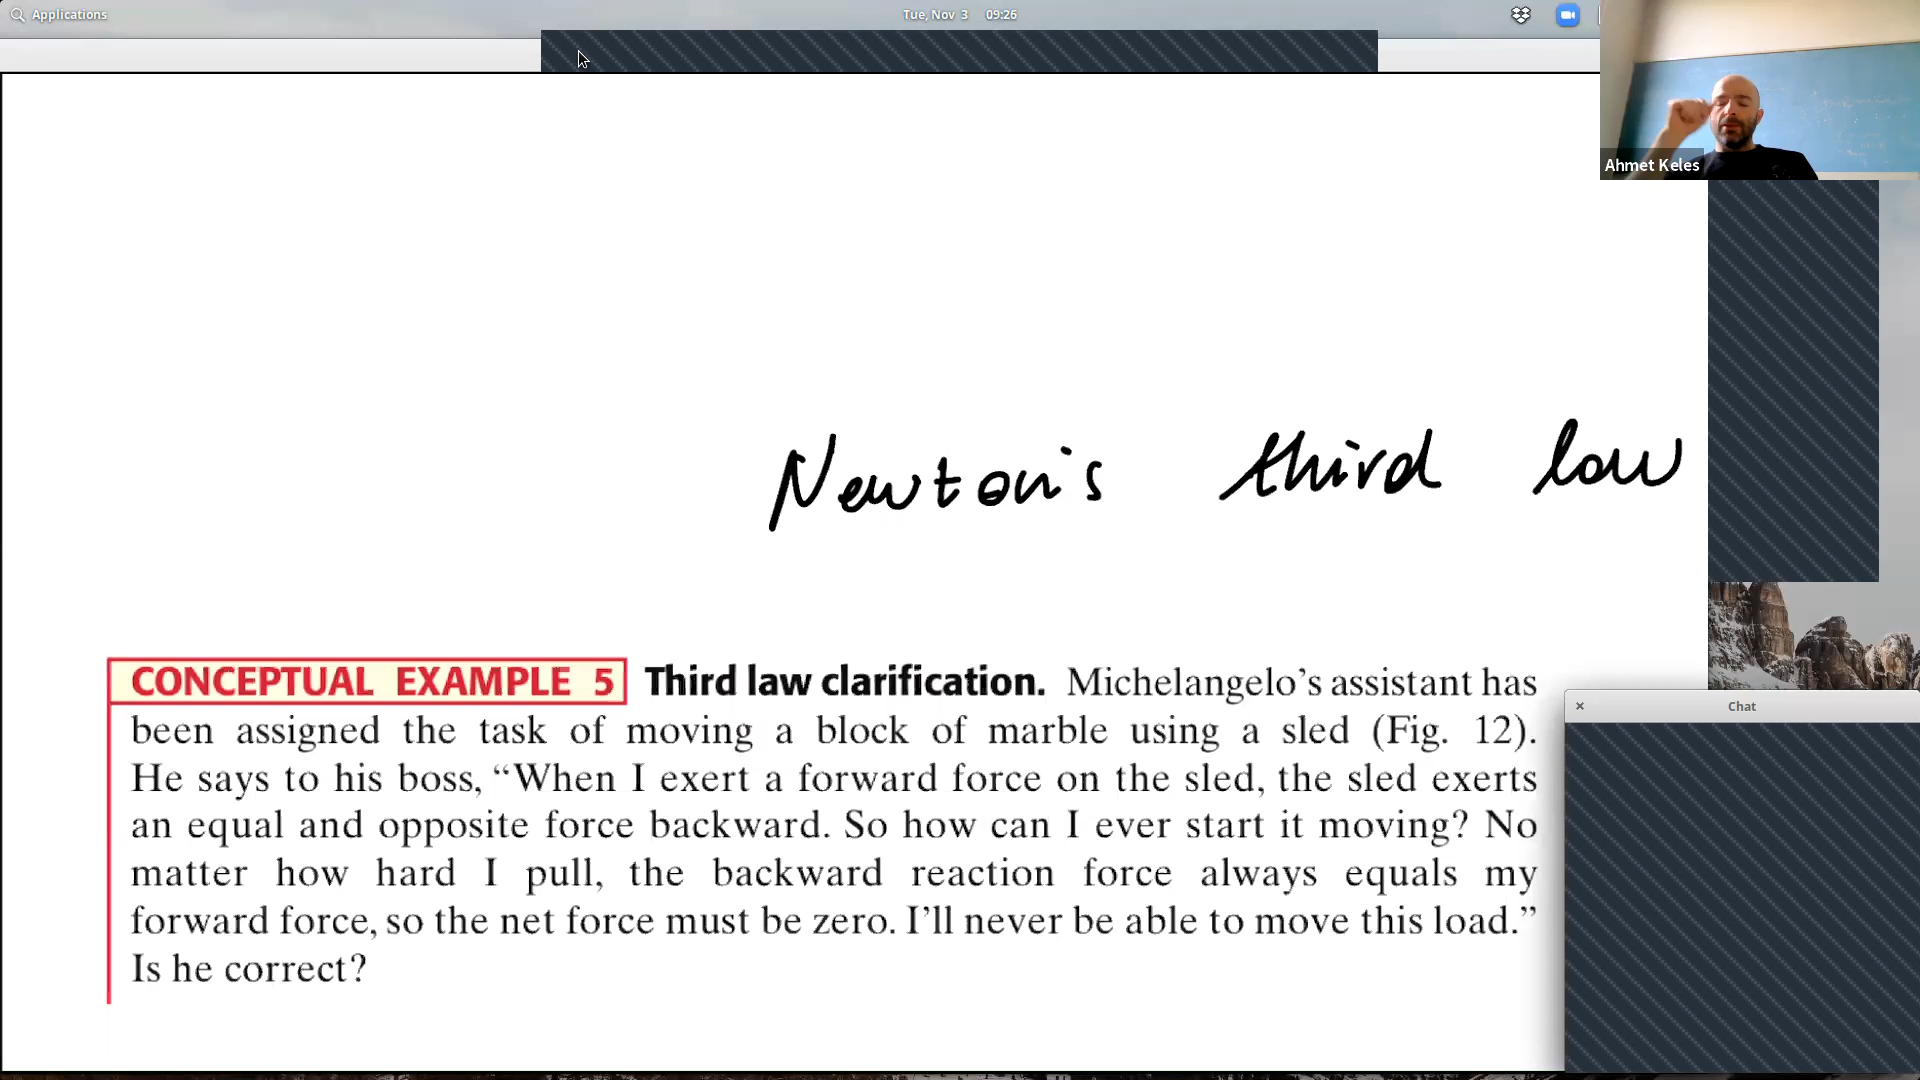 Applications
Tue, Nov 3 09:26
Ahmet Keles
Newton's third law
CONCEPTUAL EXAMPLE 5 Third law clarification. Michelangelo's assistant has
been assigned the task of moving a block of marble using a sled (Fig. 12).
He says to his boss, “When I exert a forward force on the sled, the sled exerts
an equal and opposite force backward. So how can I ever start it moving? No
matter how hard I pull, the backward reaction force always equals my
forward force, so the net force must be zero. I'll never be able to move this load.”
Is he correct?
Chat